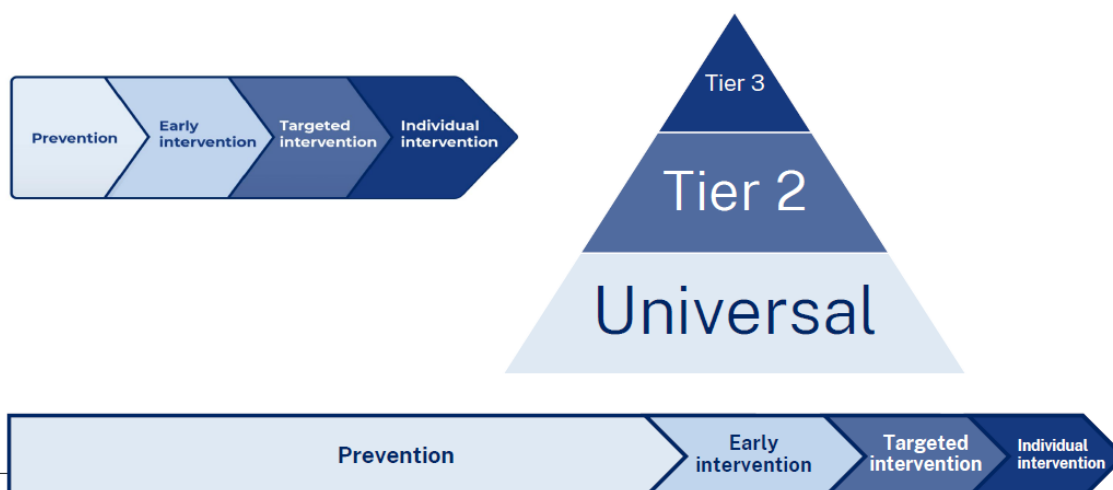 Prevention
Early
intervention
Targeted
intervention
Individual
intervention
Tier 3
Tier 2
Universal
Prevention
Early
intervention
Targeted
intervention
Individual
intervention